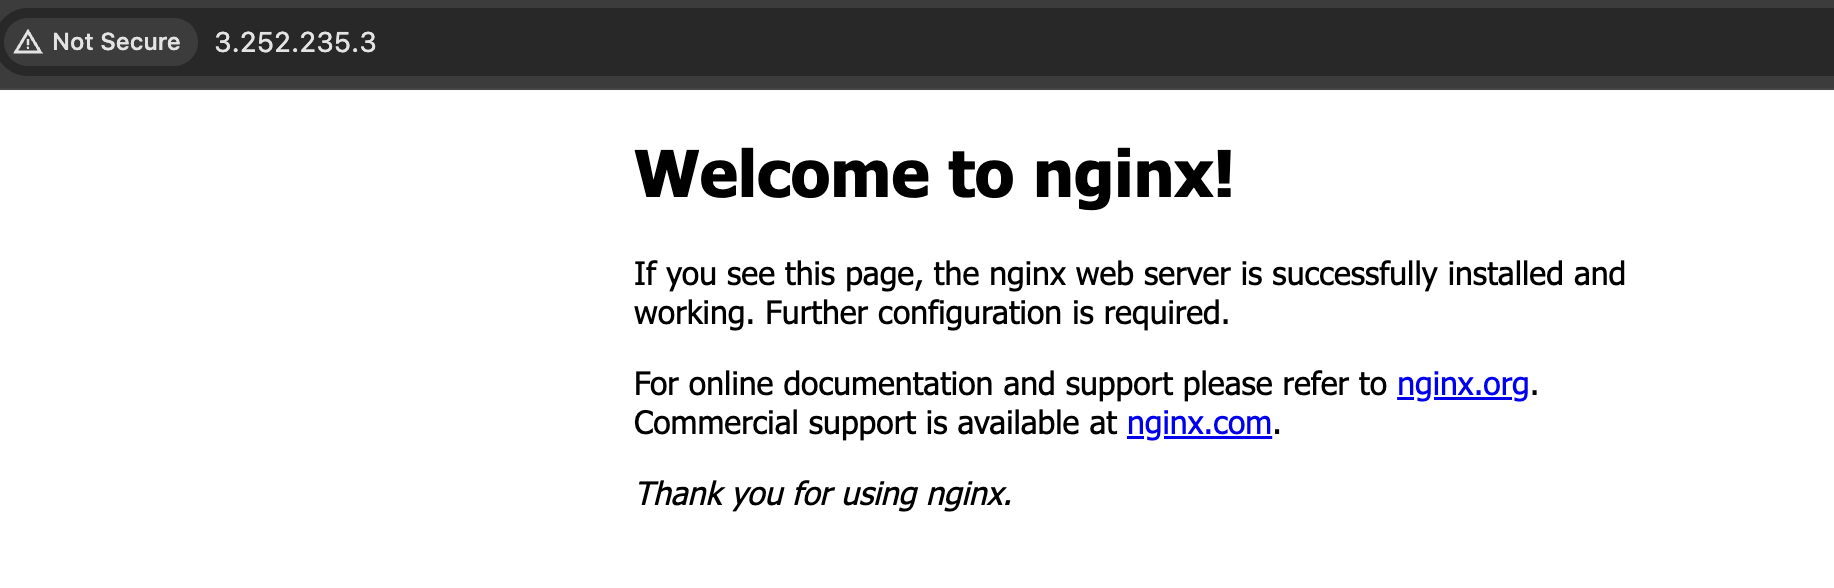 Not Secure 3.252.235.3
Welcome to nginx!
If you see this page, the nginx web server is successfully installed and
working. Further configuration is required.
For online documentation and support please refer to nginx.org.
Commercial support is available at nginx.com.
Thank you for using nginx.